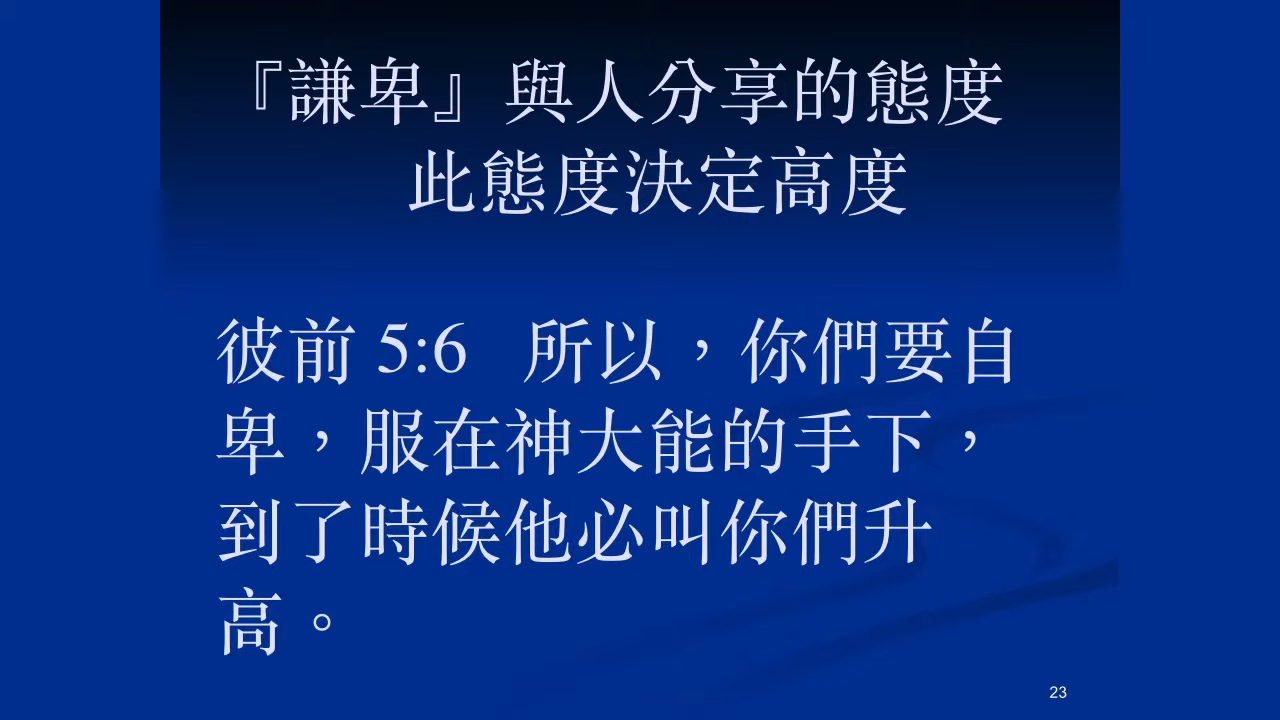 『謙卑』與人分享的態度
此態度決定高度
彼前 5:6 所以，你們要自
卑，服在神大能的手下，
到了時候他必叫你們升
高。
23